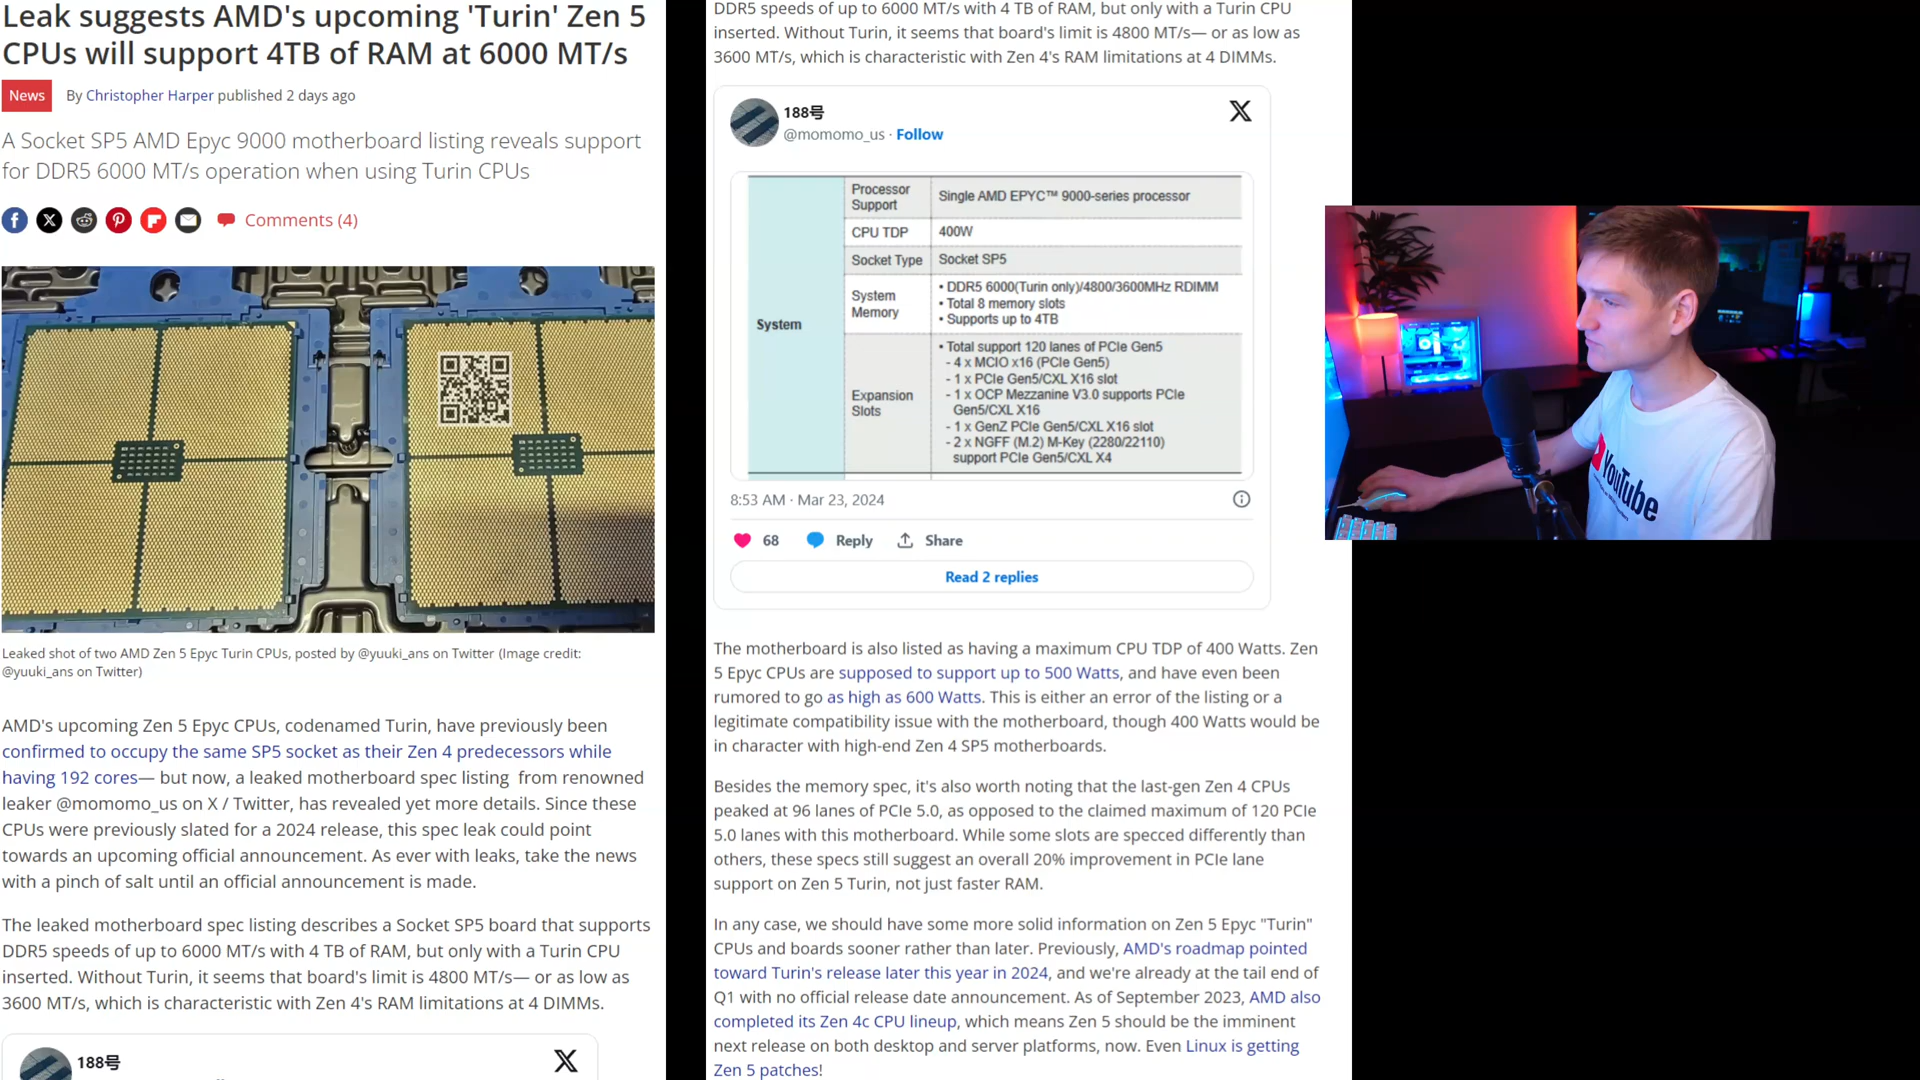 Leak suggests AMD's upcoming 'Turin' Zen 5
CPUs will support 4TB of RAM at 6000 MT/s
News By Christopher Harper published 2 days ago
A Socket SP5 AMD Epyc 9000 motherboard listing reveals support
for DDR5 6000 MT/s operation when using Turin CPUs
Comments (4)
Leaked shot of two AMD Zen 5 Epyc Turin CPUs, posted by @yuuki_ans on Twitter (Image credit:
@yuuki_ans on Twitter)
AMD's upcoming Zen 5 Epyc CPUs, codenamed Turin, have previously been
confirmed to occupy the same SP5 socket as their Zen 4 predecessors while
having 192 cores— but now, a leaked motherboard spec listing from renowned
leaker @momomo_us on X / Twitter, has revealed yet more details. Since these
CPUs were previously slated for a 2024 release, this spec leak could point
towards an upcoming official announcement. As ever with leaks, take the news
with a pinch of salt until an official announcement is made.
The leaked motherboard spec listing describes a Socket SP5 board that supports
DDR5 speeds of up to 6000 MT/s with 4 TB of RAM, but only with a Turin CPU
inserted. Without Turin, it seems that board's limit is 4800 MT/s— or as low as
3600 MT/s, which is characteristic with Zen 4's RAM limitations at 4 DIMMs.
188号
DDR5 speeds of up to 6000 MT/s with 4 TB of RAM, but only with a Turin CPU
inserted. Without Turin, it seems that board's limit is 4800 MT/s— or as low as
3600 MT/s, which is characteristic with Zen 4's RAM limitations at 4 DIMMs.
188号
@momomo_us · Follow
System
Processor
Support
Single AMD EPYC™ 9000-series processor
CPU TDP 400W
Socket Type Socket SP5
System
Memory
• DDR5 6000(Turin only)/4800/3600MHz RDIMM
• Total 8 memory slots
• Supports up to 4TB
Expansion
Slots
• Total support 120 lanes of PCIe Gen5
- 4 x MCIO x16 (PCIe Gen5)
- 1 x PCIe Gen5/CXL X16 slot
- 1 x OCP Mezzanine V3.0 supports PCIe
Gen5/CXL X16
- 1 x GenZ PCIe Gen5/CXL X16 slot
- 2 x NGFF (M.2) M-Key (2280/22110)
support PCIe Gen5/CXL X4
8:53 AM · Mar 23, 2024
68 Reply Share
Read 2 replies
The motherboard is also listed as having a maximum CPU TDP of 400 Watts. Zen
5 Epyc CPUs are supposed to support up to 500 Watts, and have even been
rumored to go as high as 600 Watts. This is either an error of the listing or a
legitimate compatibility issue with the motherboard, though 400 Watts would be
in character with high-end Zen 4 SP5 motherboards.
Besides the memory spec, it's also worth noting that the last-gen Zen 4 CPUs
peaked at 96 lanes of PCIe 5.0, as opposed to the claimed maximum of 120 PCIe
5.0 lanes with this motherboard. While some slots are specced differently than
others, these specs still suggest an overall 20% improvement in PCIe lane
support on Zen 5 Turin, not just faster RAM.
In any case, we should have some more solid information on Zen 5 Epyc "Turin"
CPUs and boards sooner rather than later. Previously, AMD's roadmap pointed
toward Turin's release later this year in 2024, and we're already at the tail end of
Q1 with no official release date announcement. As of September 2023, AMD also
completed its Zen 4c CPU lineup, which means Zen 5 should be the imminent
next release on both desktop and server platforms, now. Even Linux is getting
Zen 5 patches!
YouTube